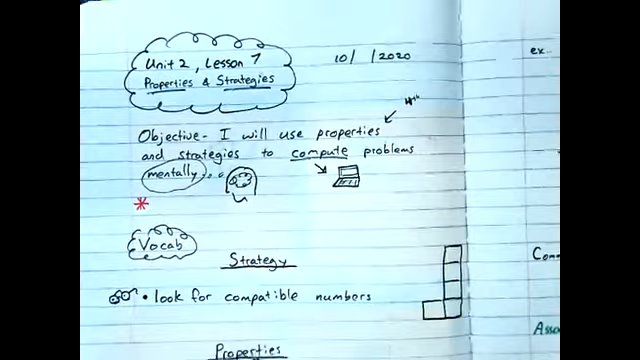 Unit 2, Lesson 7
Properties & Strategies
10/ /2020
ex..
Objective - I will use properties
and strategies to compute problems
mentally...
*
Vocab
Strategy
• look for compatible numbers
Properties
Com
Asso